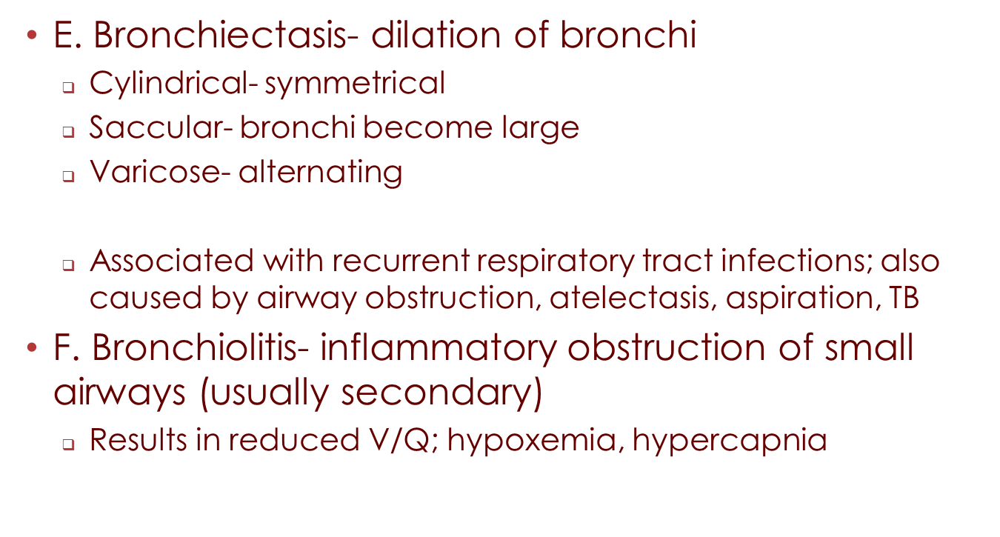 • E. Bronchiectasis- dilation of bronchi
❑ Cylindrical- symmetrical
❑ Saccular- bronchi become large
❑ Varicose- alternating
❑ Associated with recurrent respiratory tract infections; also
caused by airway obstruction, atelectasis, aspiration, TB
• F. Bronchiolitis- inflammatory obstruction of small
airways (usually secondary)
❑ Results in reduced V/Q; hypoxemia, hypercapnia